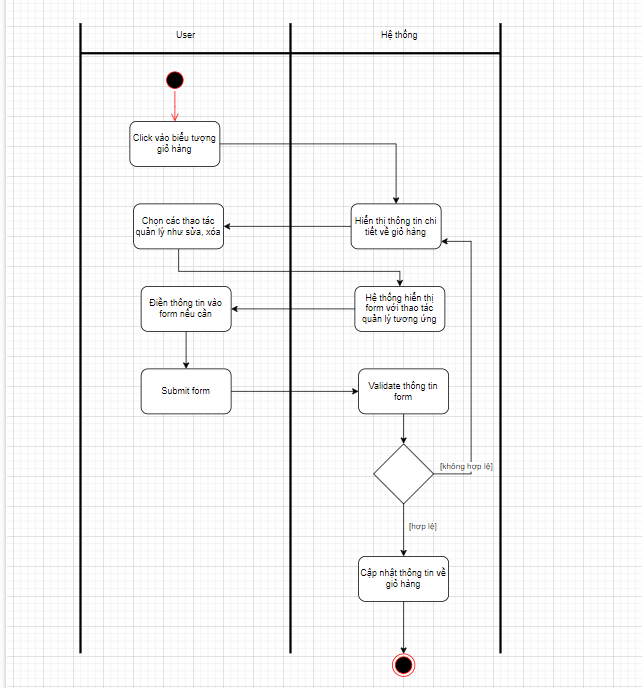 User
Hệ thống
Click vào biểu tượng
giỏ hàng
Chọn các thao tác
quản lý như sửa, xóa
Hiển thị thông tin chi
tiết về giỏ hàng
Điền thông tin vào
form nếu cần
Hệ thống hiển thị
form với thao tác
quản lý tương ứng
Submit form
Validate thông tin
form
[không hợp lệ]
[hợp lệ]
Cập nhật thông tin về
giỏ hàng